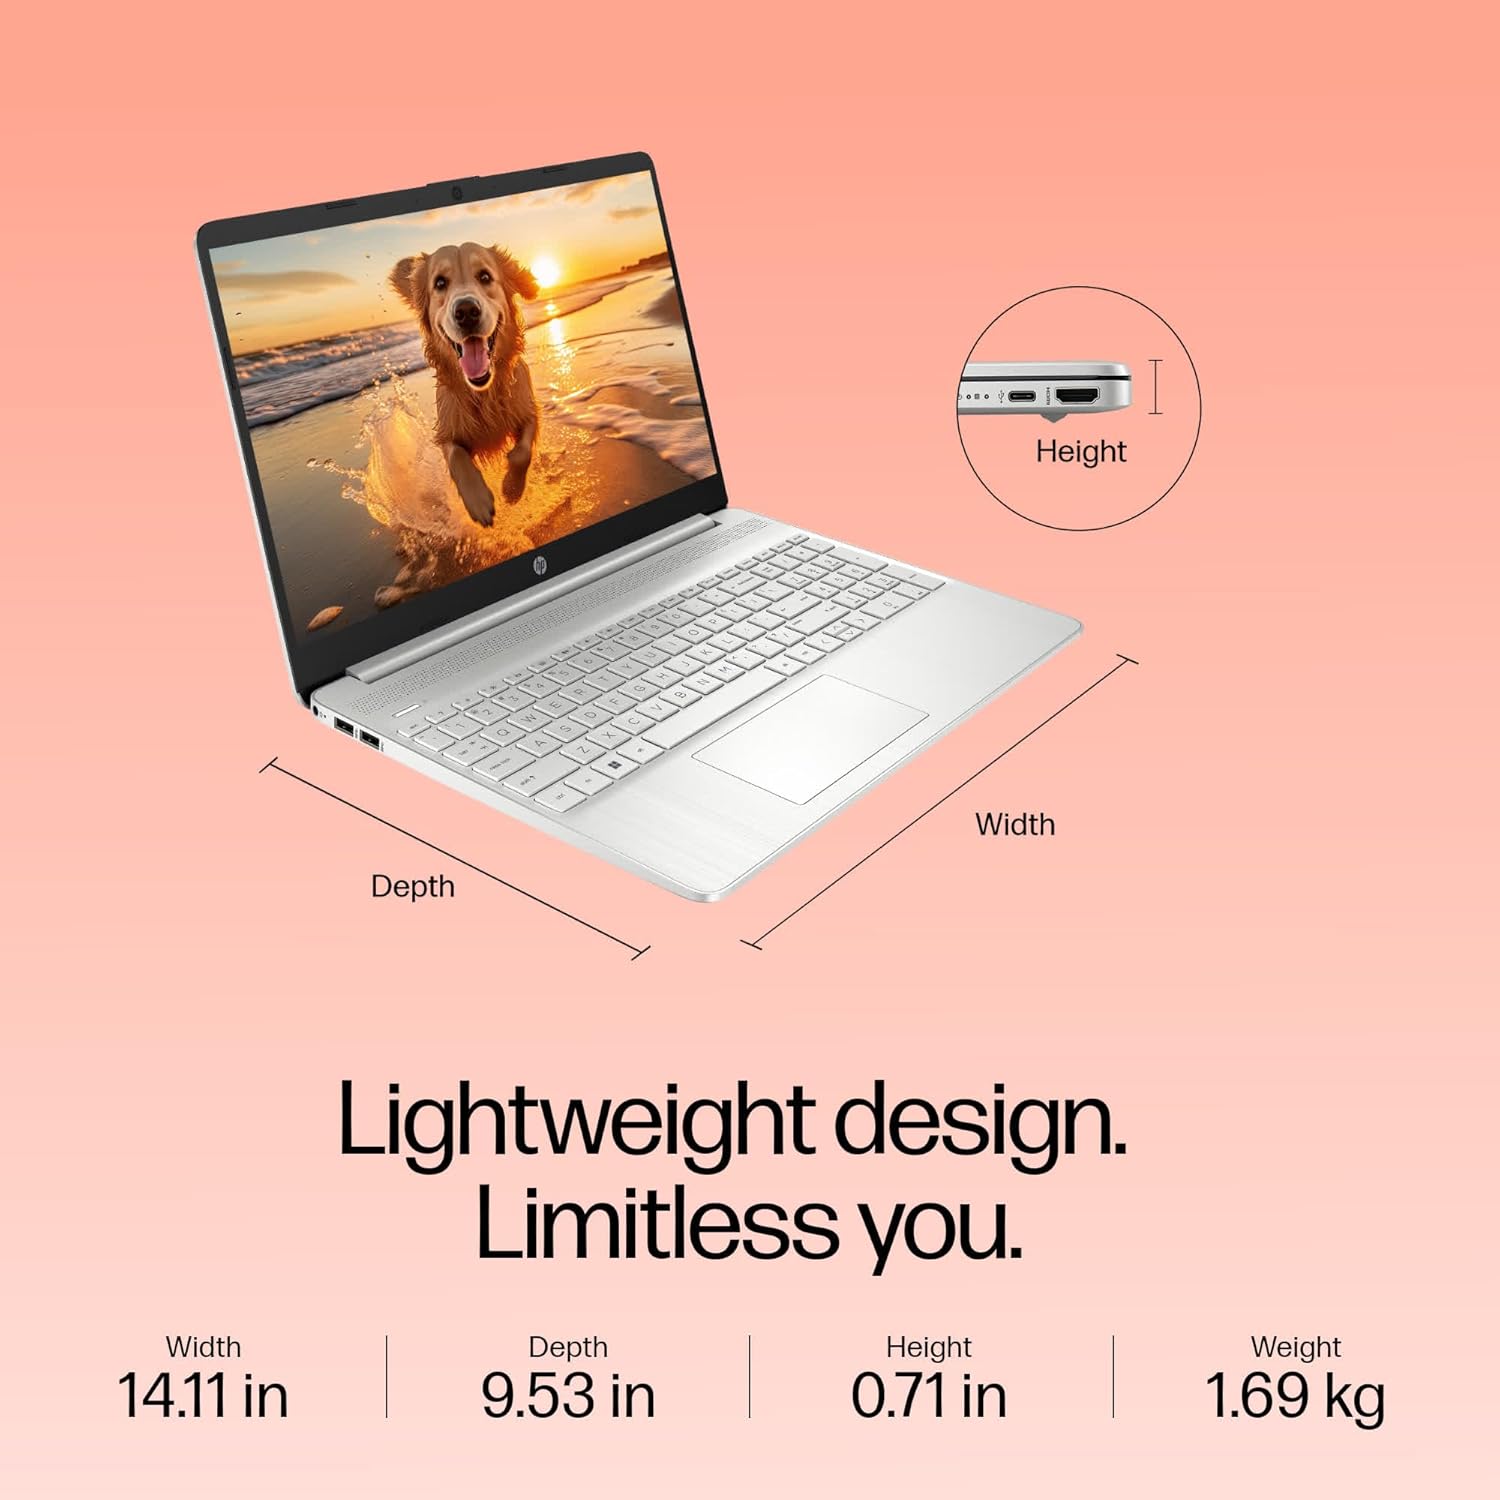 hp
Height
Width
Depth
Lightweight design.
Limitless you.
Width
14.11 in
Depth
9.53 in
Height
0.71 in
Weight
1.69 kg